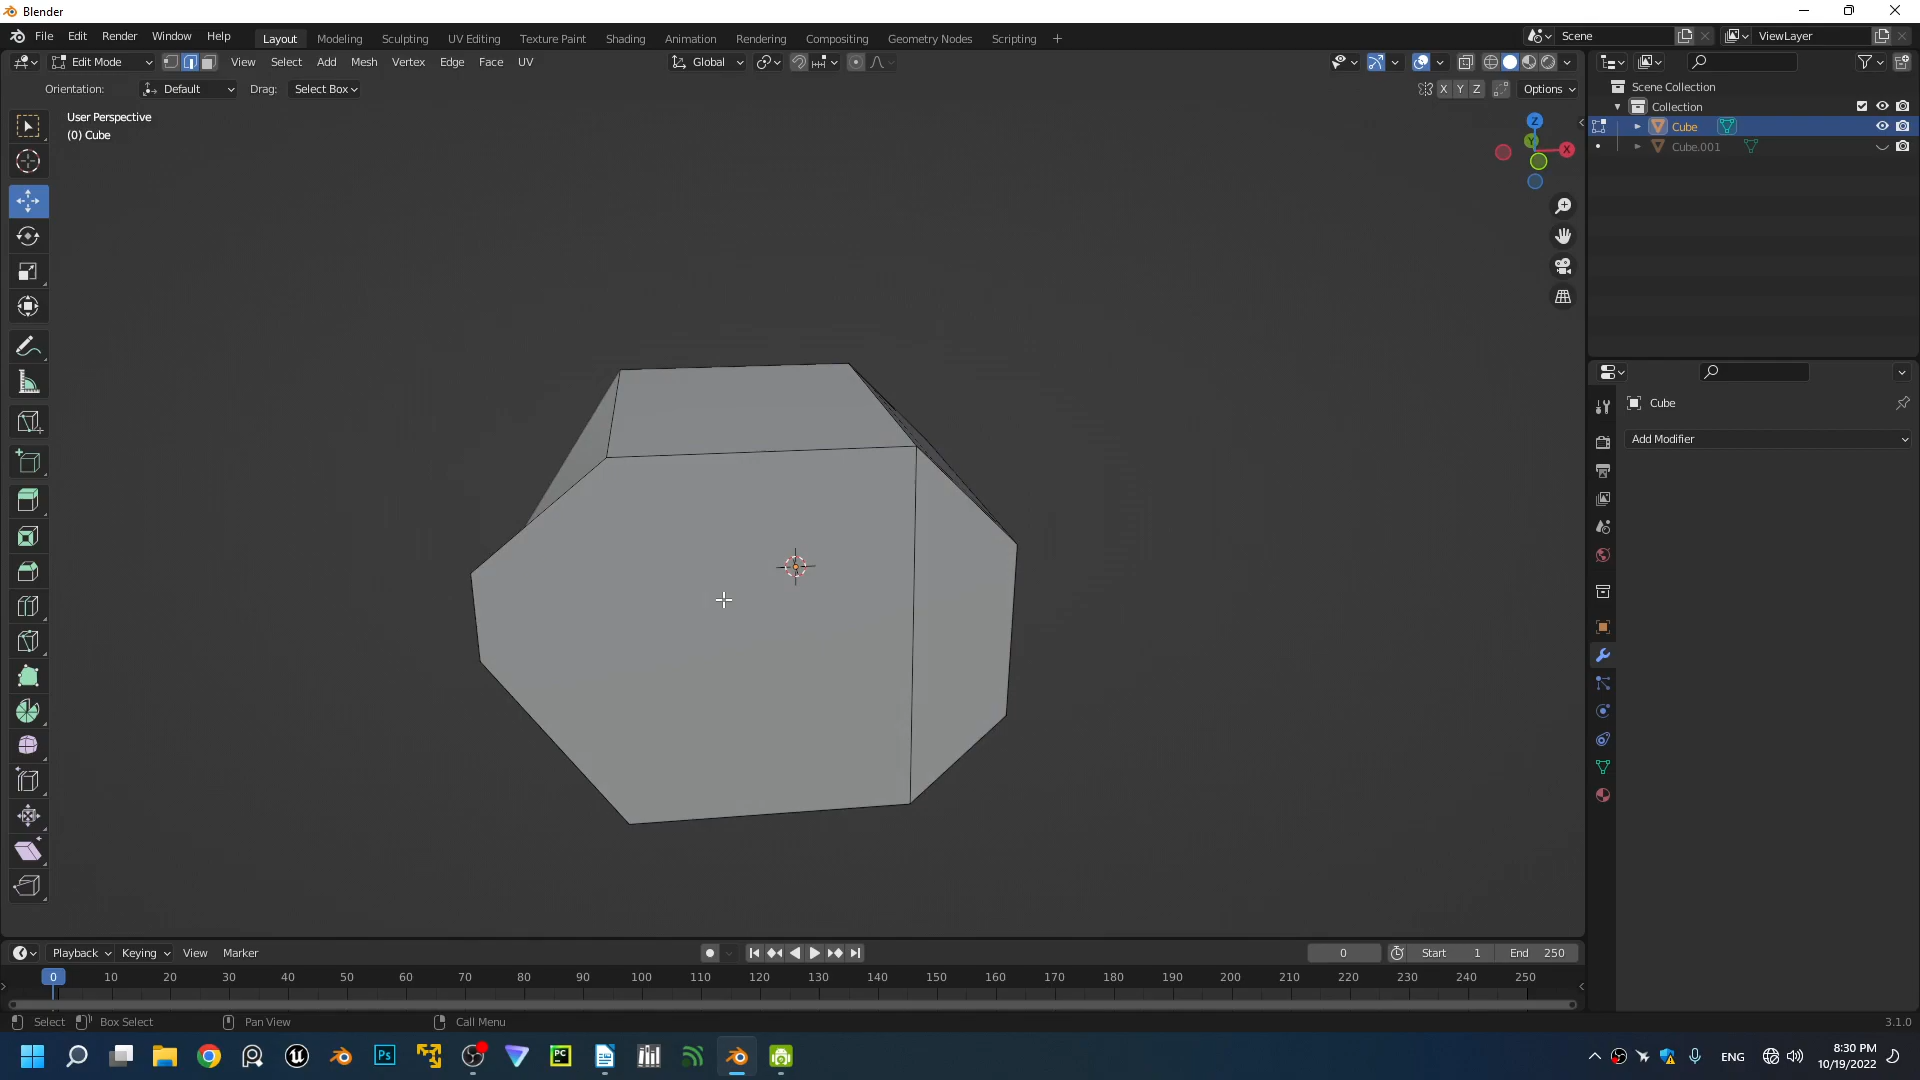 Blender
File Edit Render Window Help
Layout Modeling Sculpting UV Editing Texture Paint Shading Animation Rendering Compositing Geometry Nodes Scripting +
Scene
ViewLayer
Edit Mode View Select Add Mesh Vertex Edge Face UV
Global
Orientation: Default Drag: Select Box
X Y Z Options
User Perspective
(0) Cube
Z
Y
X
Scene Collection
Collection
Cube
Cube.001
Cube
Add Modifier
Playback Keying View Marker
0 Start 1 End 250
0 10 20 30 40 50 60 70 80 90 100 110 120 130 140 150 160 170 180 190 200 210 220 230 240 250
Select Box Select Pan View Call Menu
3.1.0
Ps
PC
ENG
8:30 PM
10/19/2022